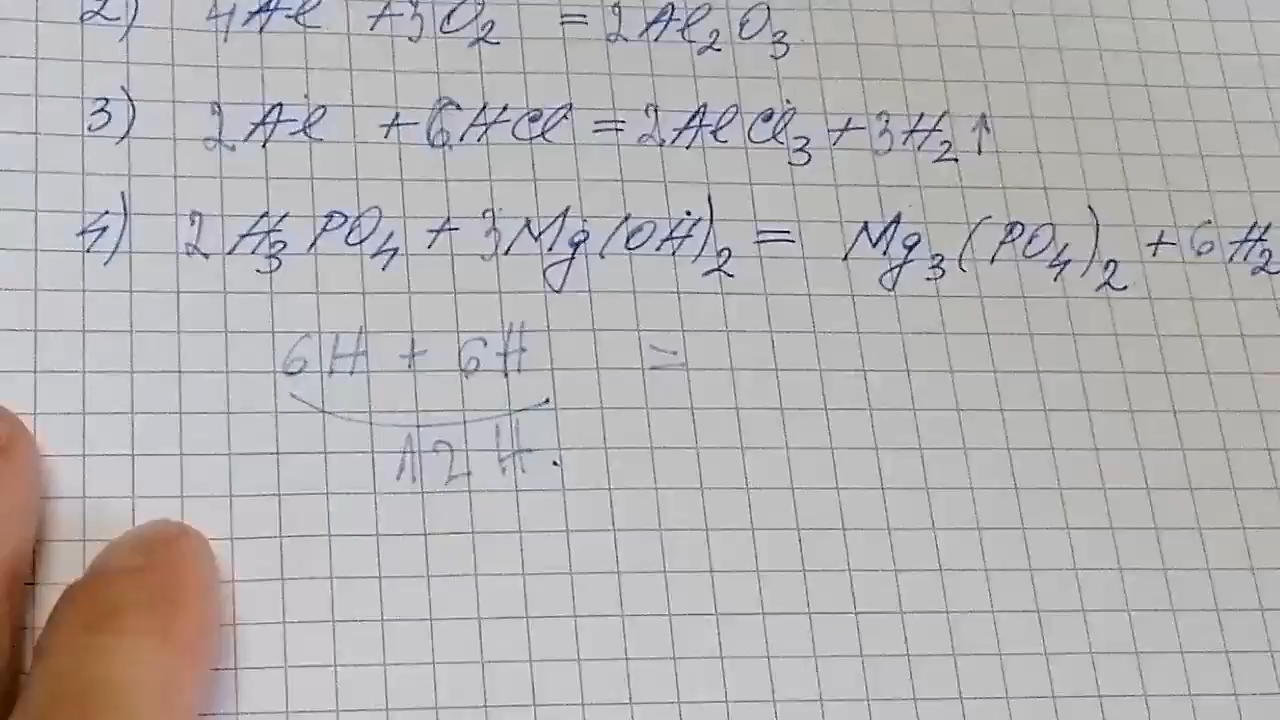 2) 4Al + 3O₂ = 2Al₂O₃
3) 2Al + 6HCl = 2AlCl₃ + 3H₂↑
4) 2H₃PO₄ + 3Mg(OH)₂ = Mg₃(PO₄)₂ + 6H₂
6H + 6H =
12H.